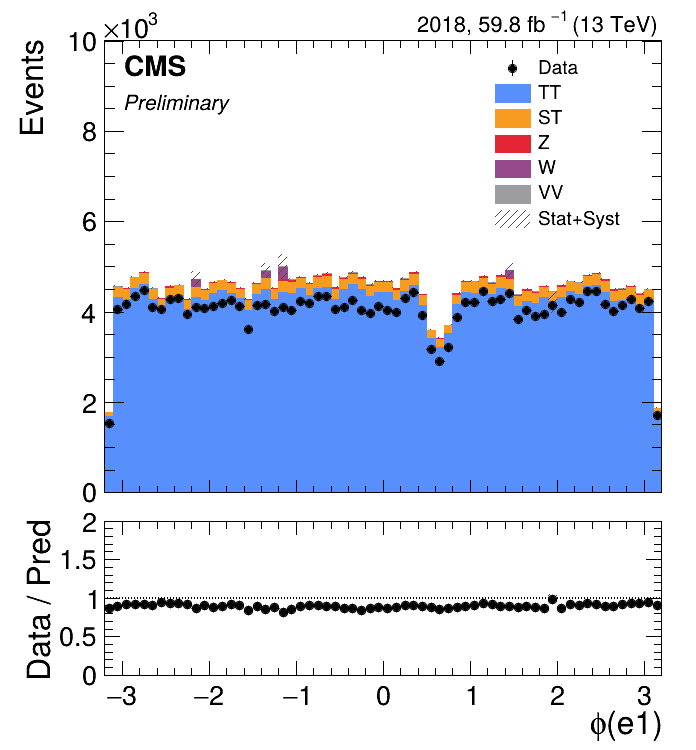 ×10³
2018, 59.8 fb⁻¹ (13 TeV)
CMS
Preliminary
Events
10
8
6
4
2
0
Data
TT
ST
Z
W
VV
Stat+Syst
Data / Pred
2
1.5
1
0.5
0
−3 −2 −1 0 1 2 3
ϕ(e1)